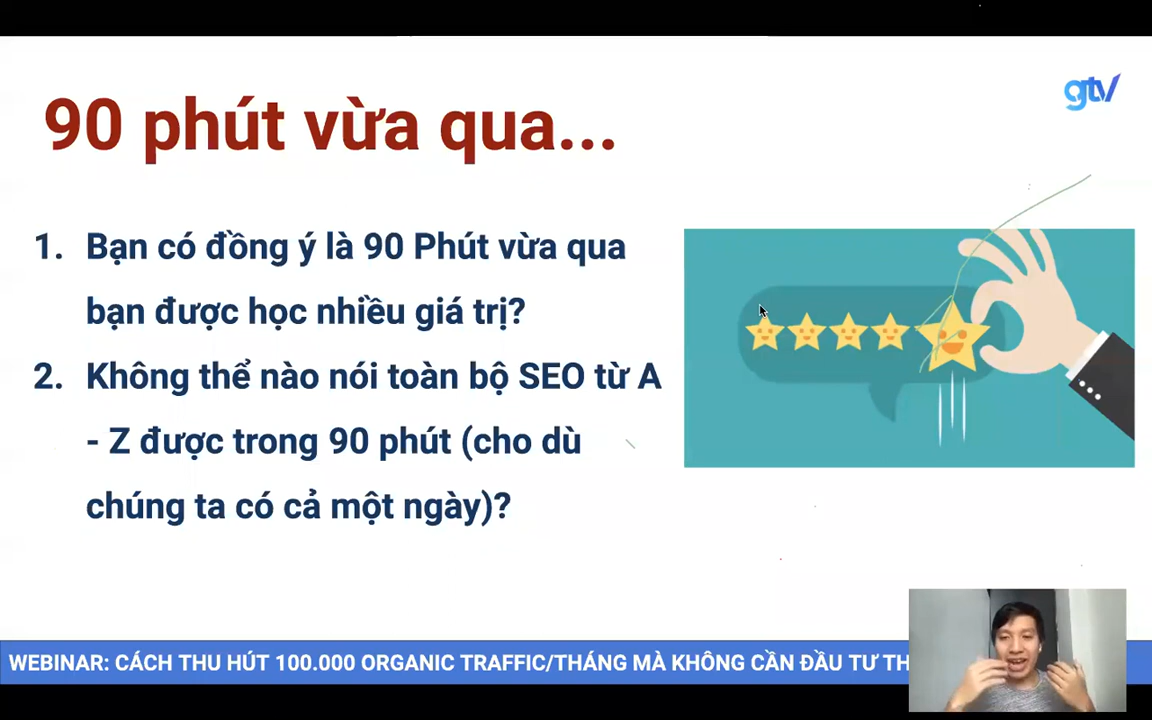 90 phút vừa qua...
gtv
1. Bạn có đồng ý là 90 Phút vừa qua
bạn được học nhiều giá trị?
2. Không thể nào nói toàn bộ SEO từ A
- Z được trong 90 phút (cho dù
chúng ta có cả một ngày)?
WEBINAR: CÁCH THU HÚT 100.000 ORGANIC TRAFFIC/THÁNG MÀ KHÔNG CẦN ĐẦU TƯ TH